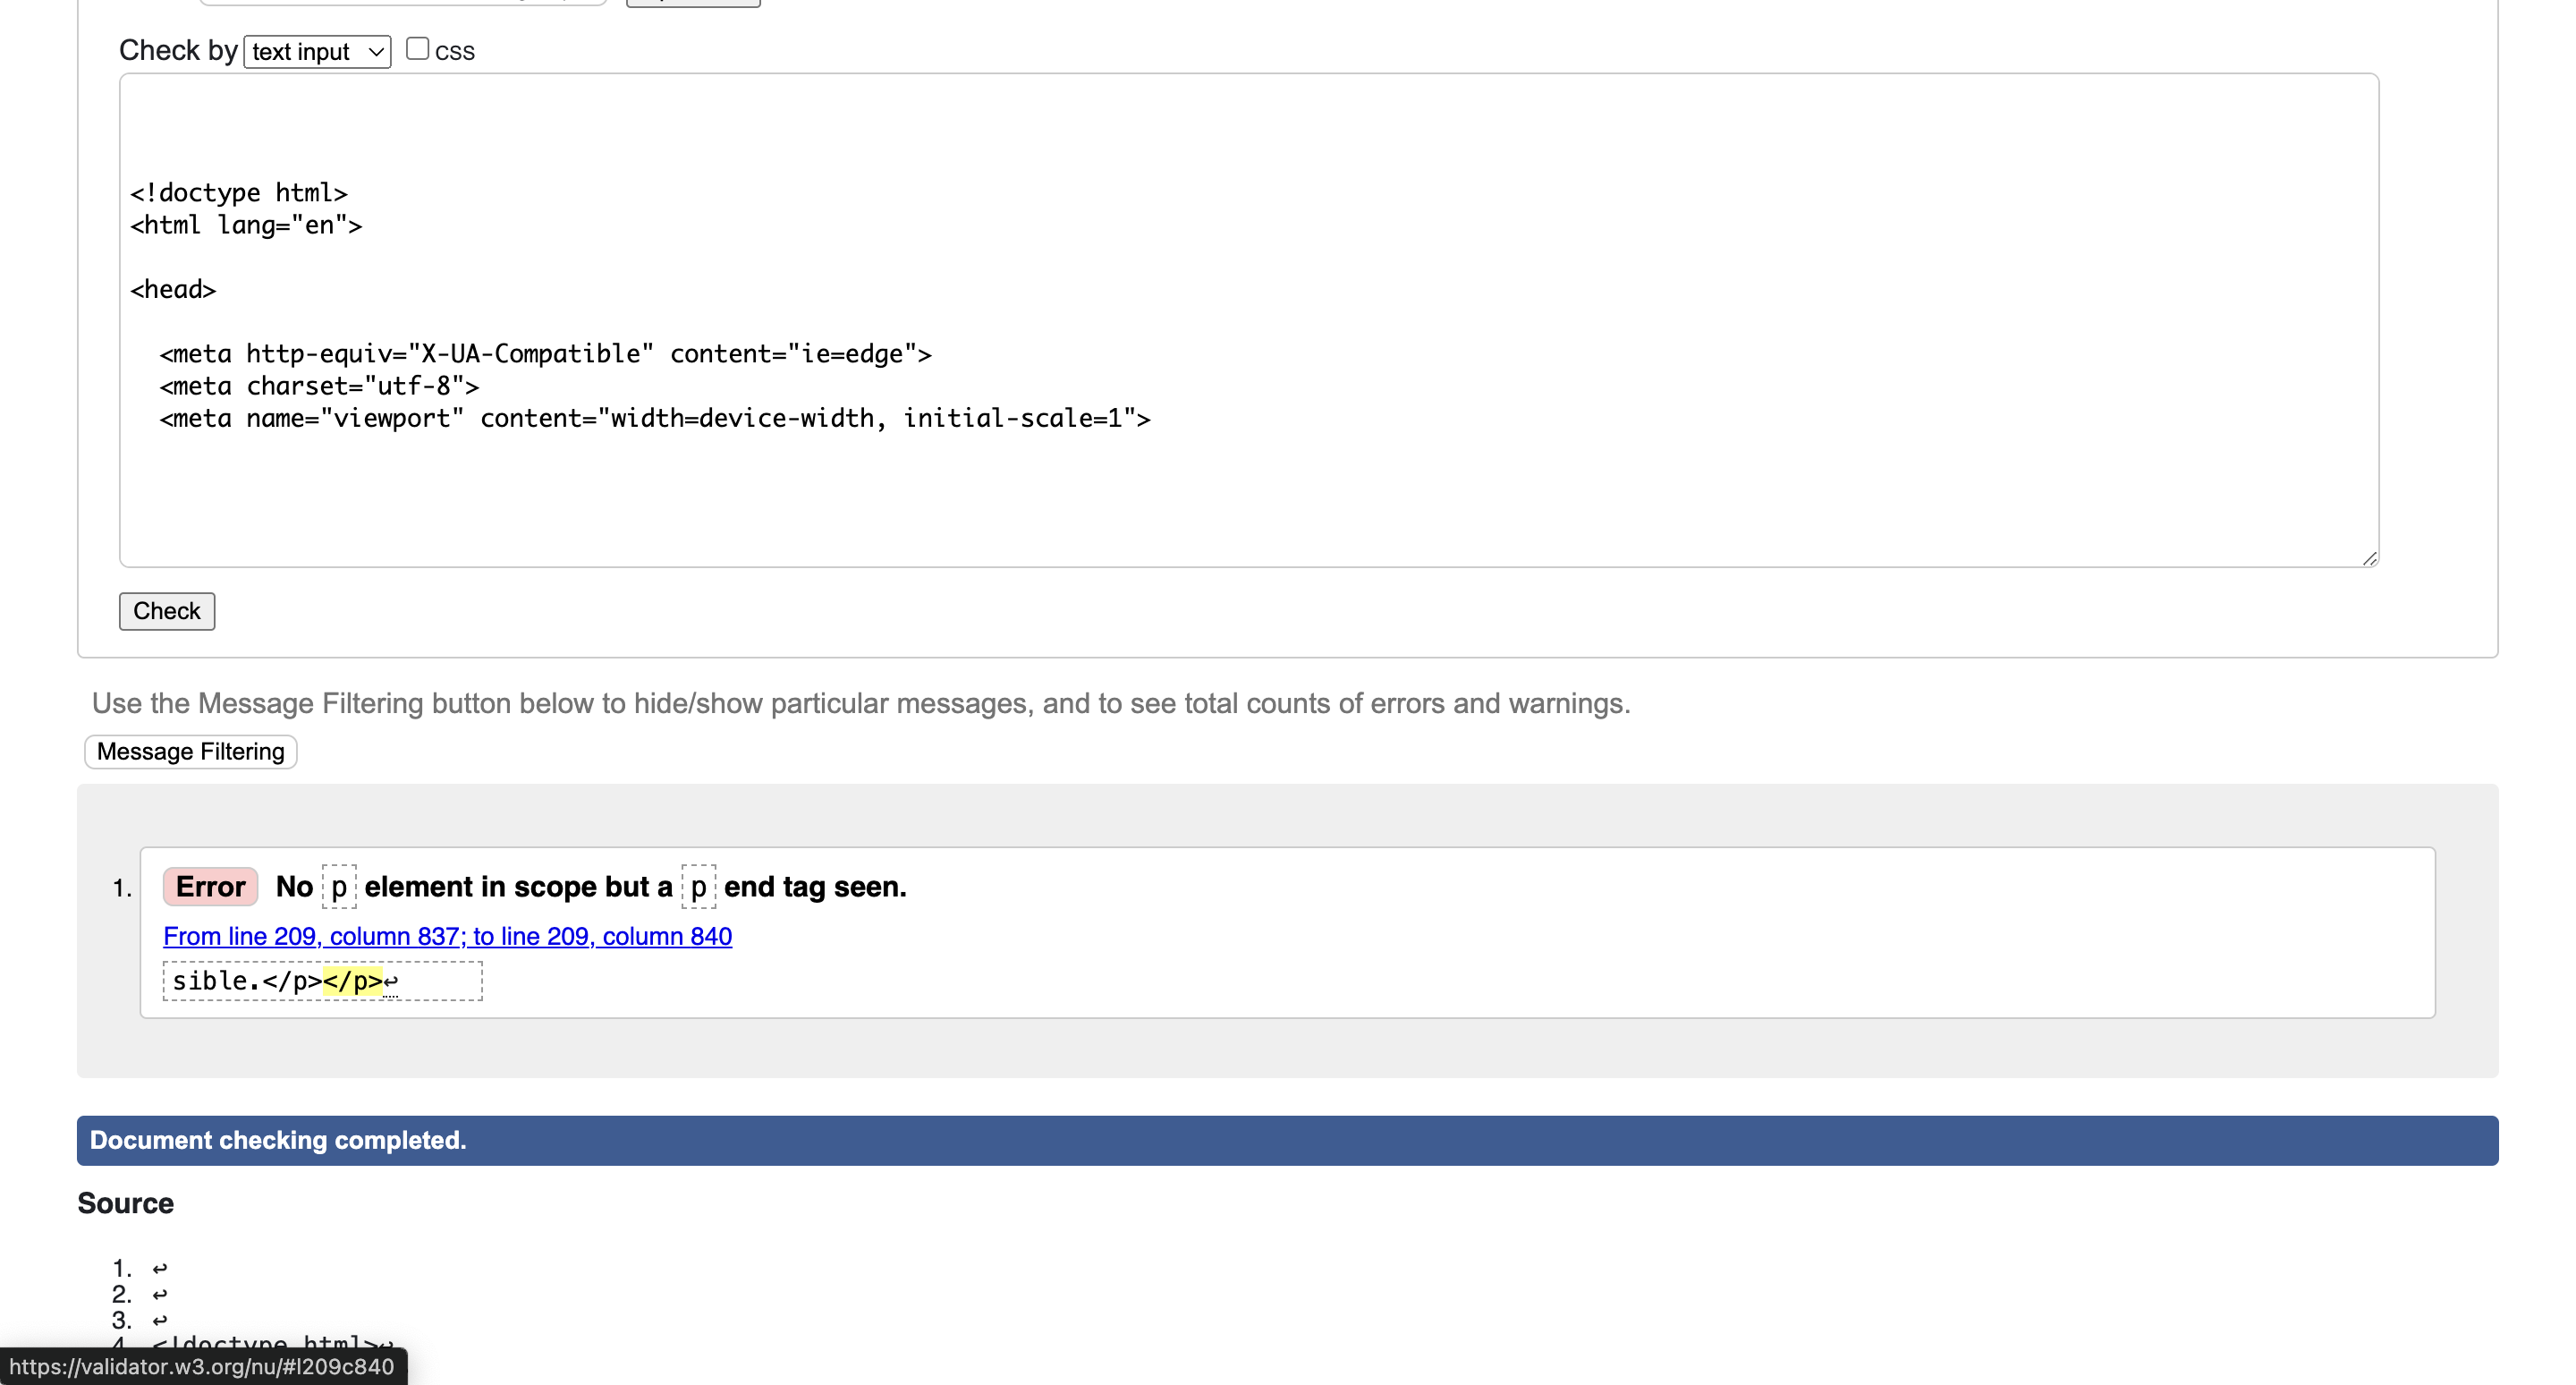 Check by text input css
<!doctype html>
<html lang="en">
<head>
<meta http-equiv="X-UA-Compatible" content="ie=edge">
<meta charset="utf-8">
<meta name="viewport" content="width=device-width, initial-scale=1">
Check
Use the Message Filtering button below to hide/show particular messages, and to see total counts of errors and warnings.
Message Filtering
1. Error No p element in scope but a p end tag seen.
From line 209, column 837; to line 209, column 840
sible.</p></p>↩
Document checking completed.
Source
1. ↩
2. ↩
3. ↩
4. <!doctype html>↩
https://validator.w3.org/nu/#l209c840